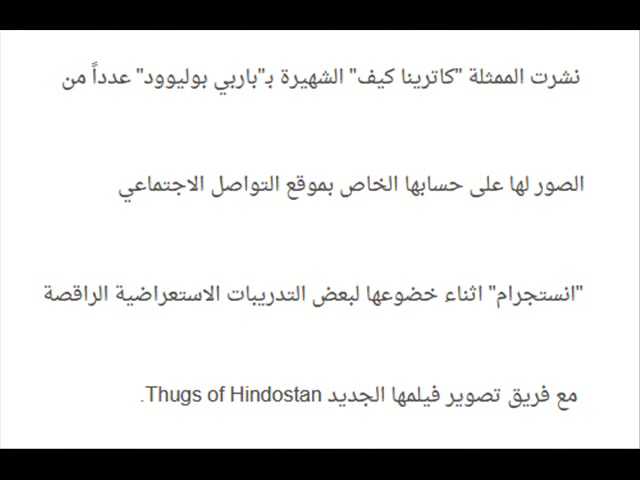 نشرت الممثلة "كاترينا كيف" الشهيرة بـ"باربي بوليوود" عدداً من
الصور لها على حسابها الخاص بموقع التواصل الاجتماعي
"انستجرام" اثناء خضوعها لبعض التدريبات الاستعراضية الراقصة
مع فريق تصوير فيلمها الجديد Thugs of Hindostan.